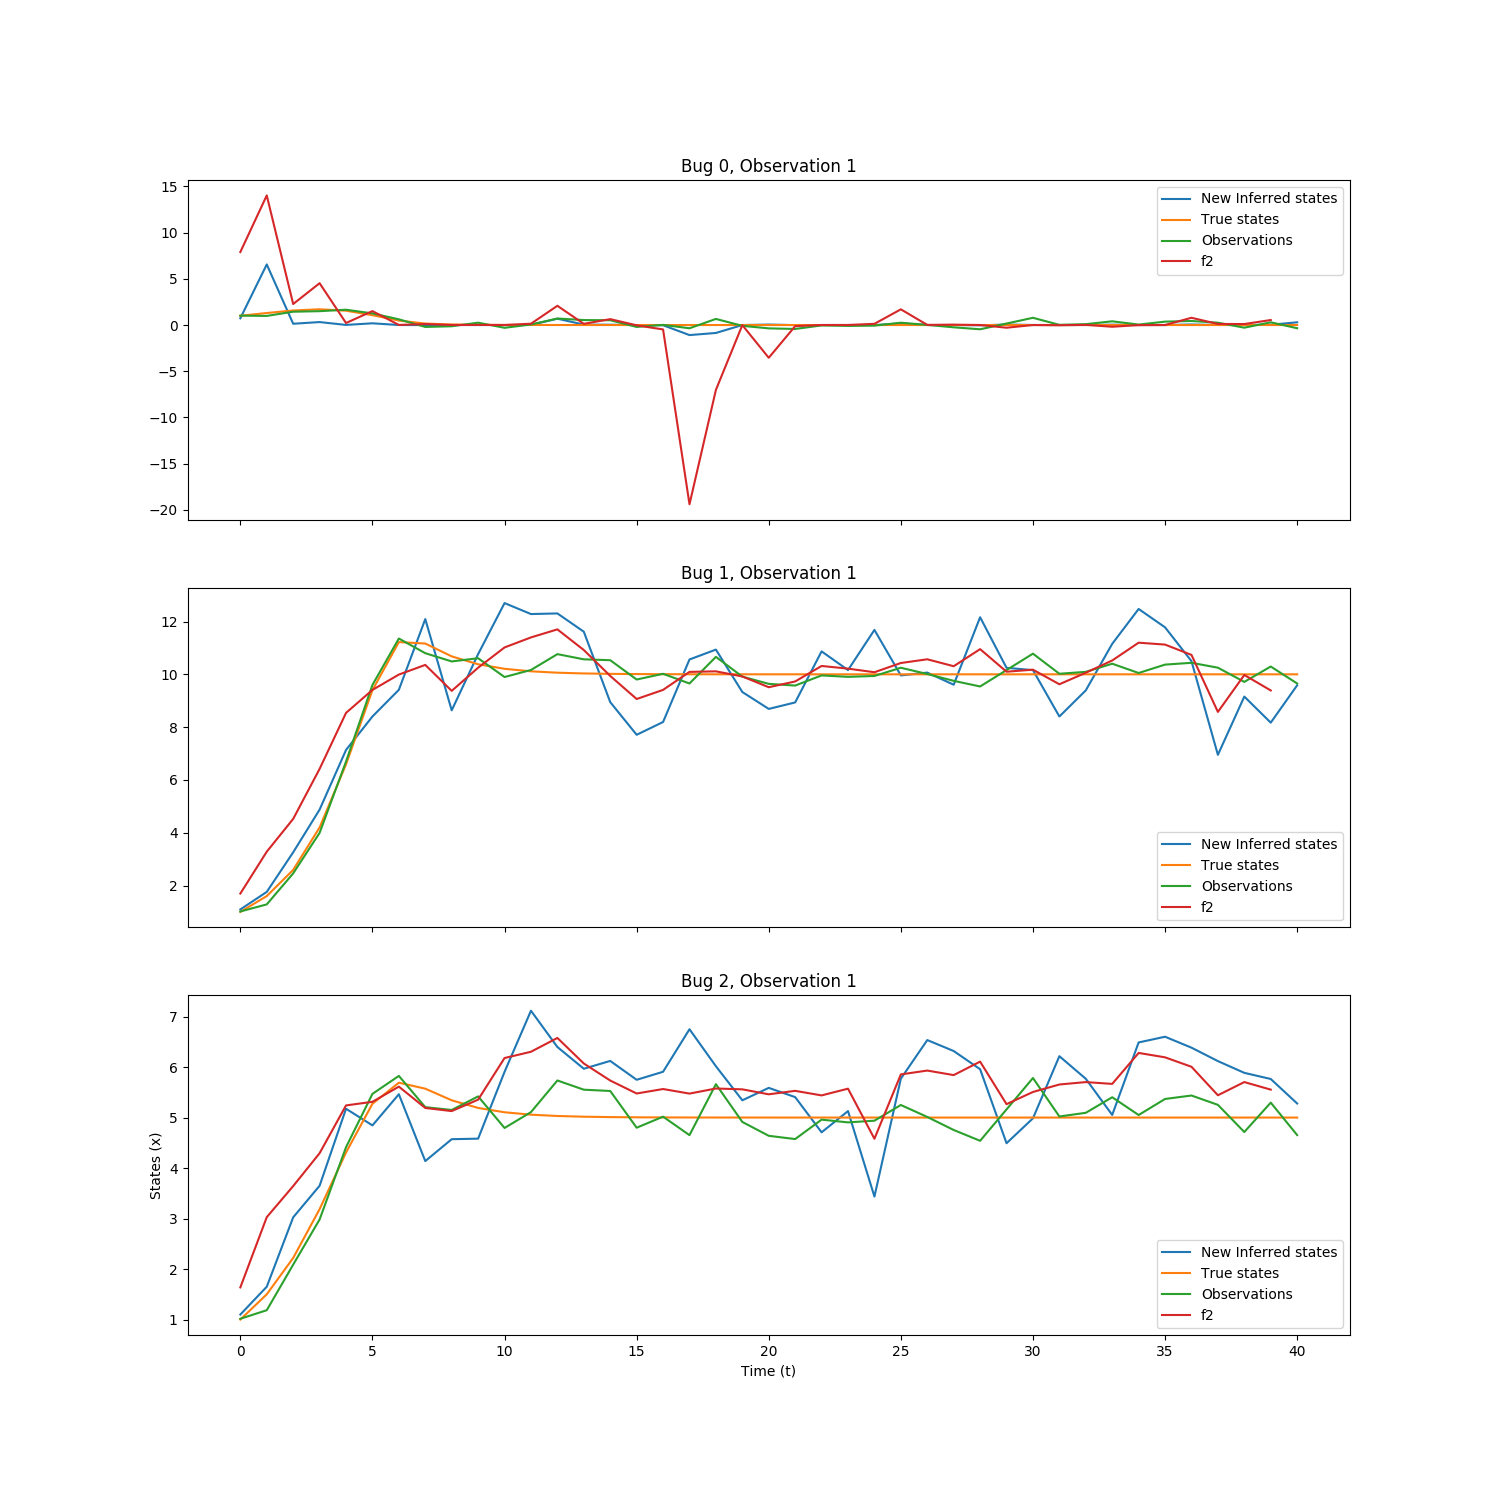 Bug 0, Observation 1
15
10
5
0
−5
−10
−15
−20
New Inferred states
True states
Observations
f2
Bug 1, Observation 1
12
10
8
6
4
2
New Inferred states
True states
Observations
f2
Bug 2, Observation 1
States (x)
7
6
5
4
3
2
1
New Inferred states
True states
Observations
f2
0 5 10 15 20 25 30 35 40
Time (t)